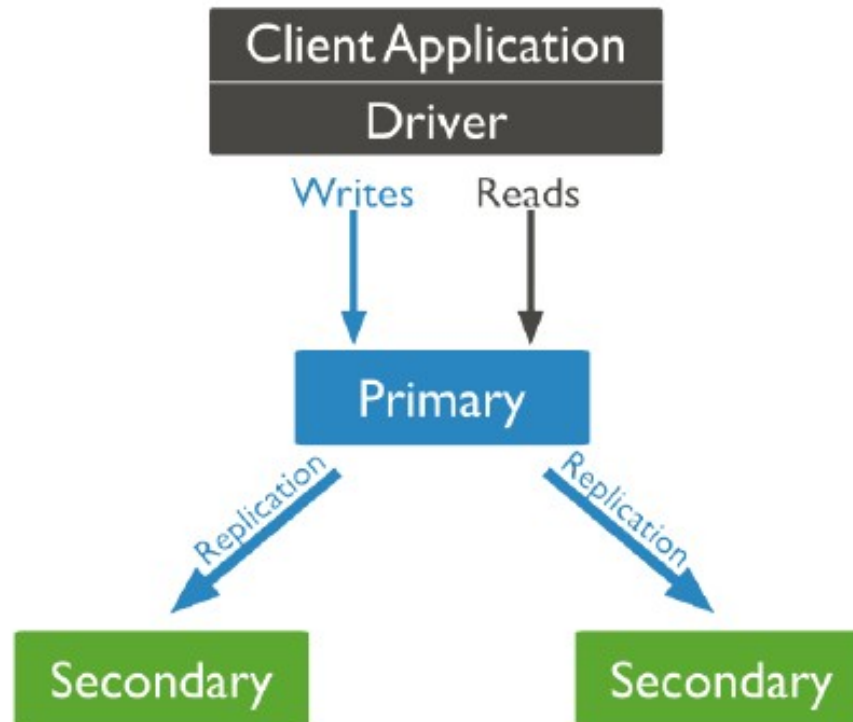 Client Application
Driver
Writes Reads
Primary
Replication Replication
Secondary Secondary